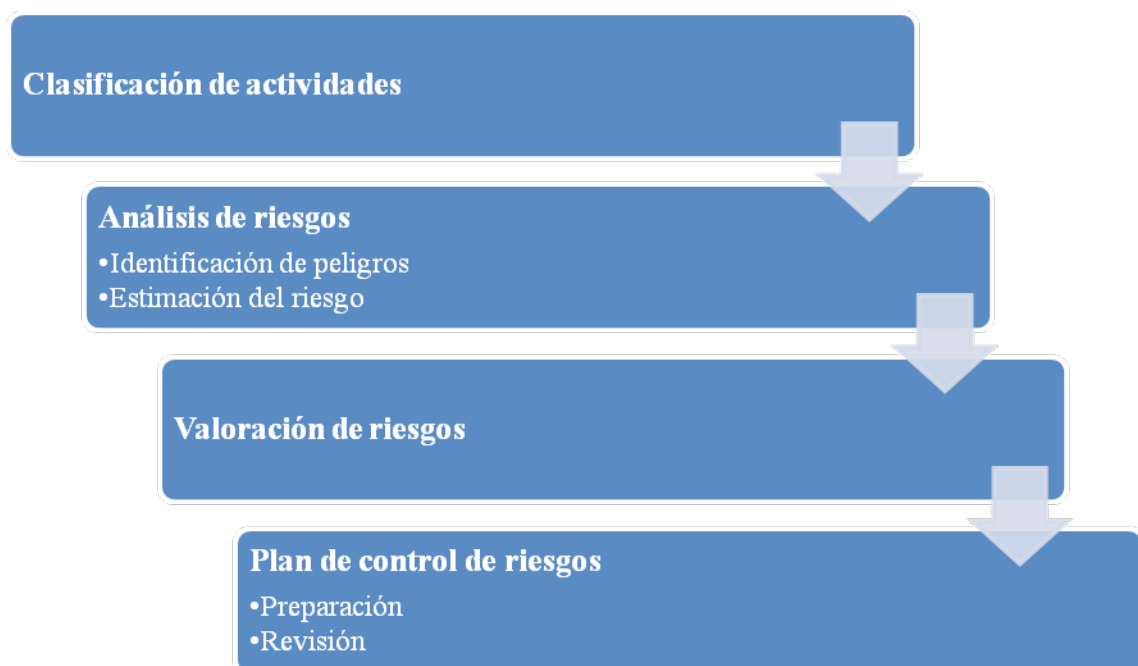 Clasificación de actividades
Análisis de riesgos
•Identificación de peligros
•Estimación del riesgo
Valoración de riesgos
Plan de control de riesgos
•Preparación
•Revisión